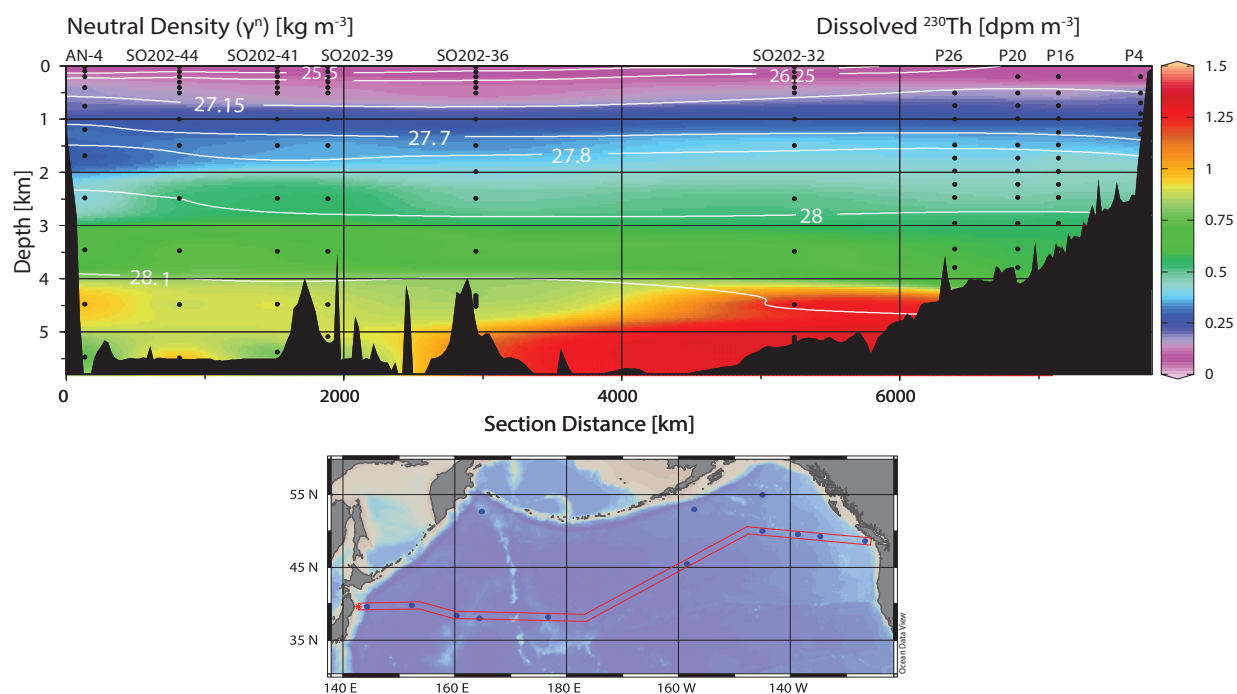 Neutral Density (γⁿ) [kg m⁻³] Dissolved ²³⁰Th [dpm m⁻³]
AN-4 SO202-44 SO202-41 SO202-39 SO202-36 SO202-32 P26 P20 P16 P4
0 25.5 26.25 1.5
27.15
1 1.25
27.7
27.8
2 1
Depth [km]
28
3 0.75
28.1
4 0.5
5 0.25
0
0 2000 4000 6000
Section Distance [km]
55 N
45 N
35 N
Ocean Data View
140 E 160 E 180 E 160 W 140 W